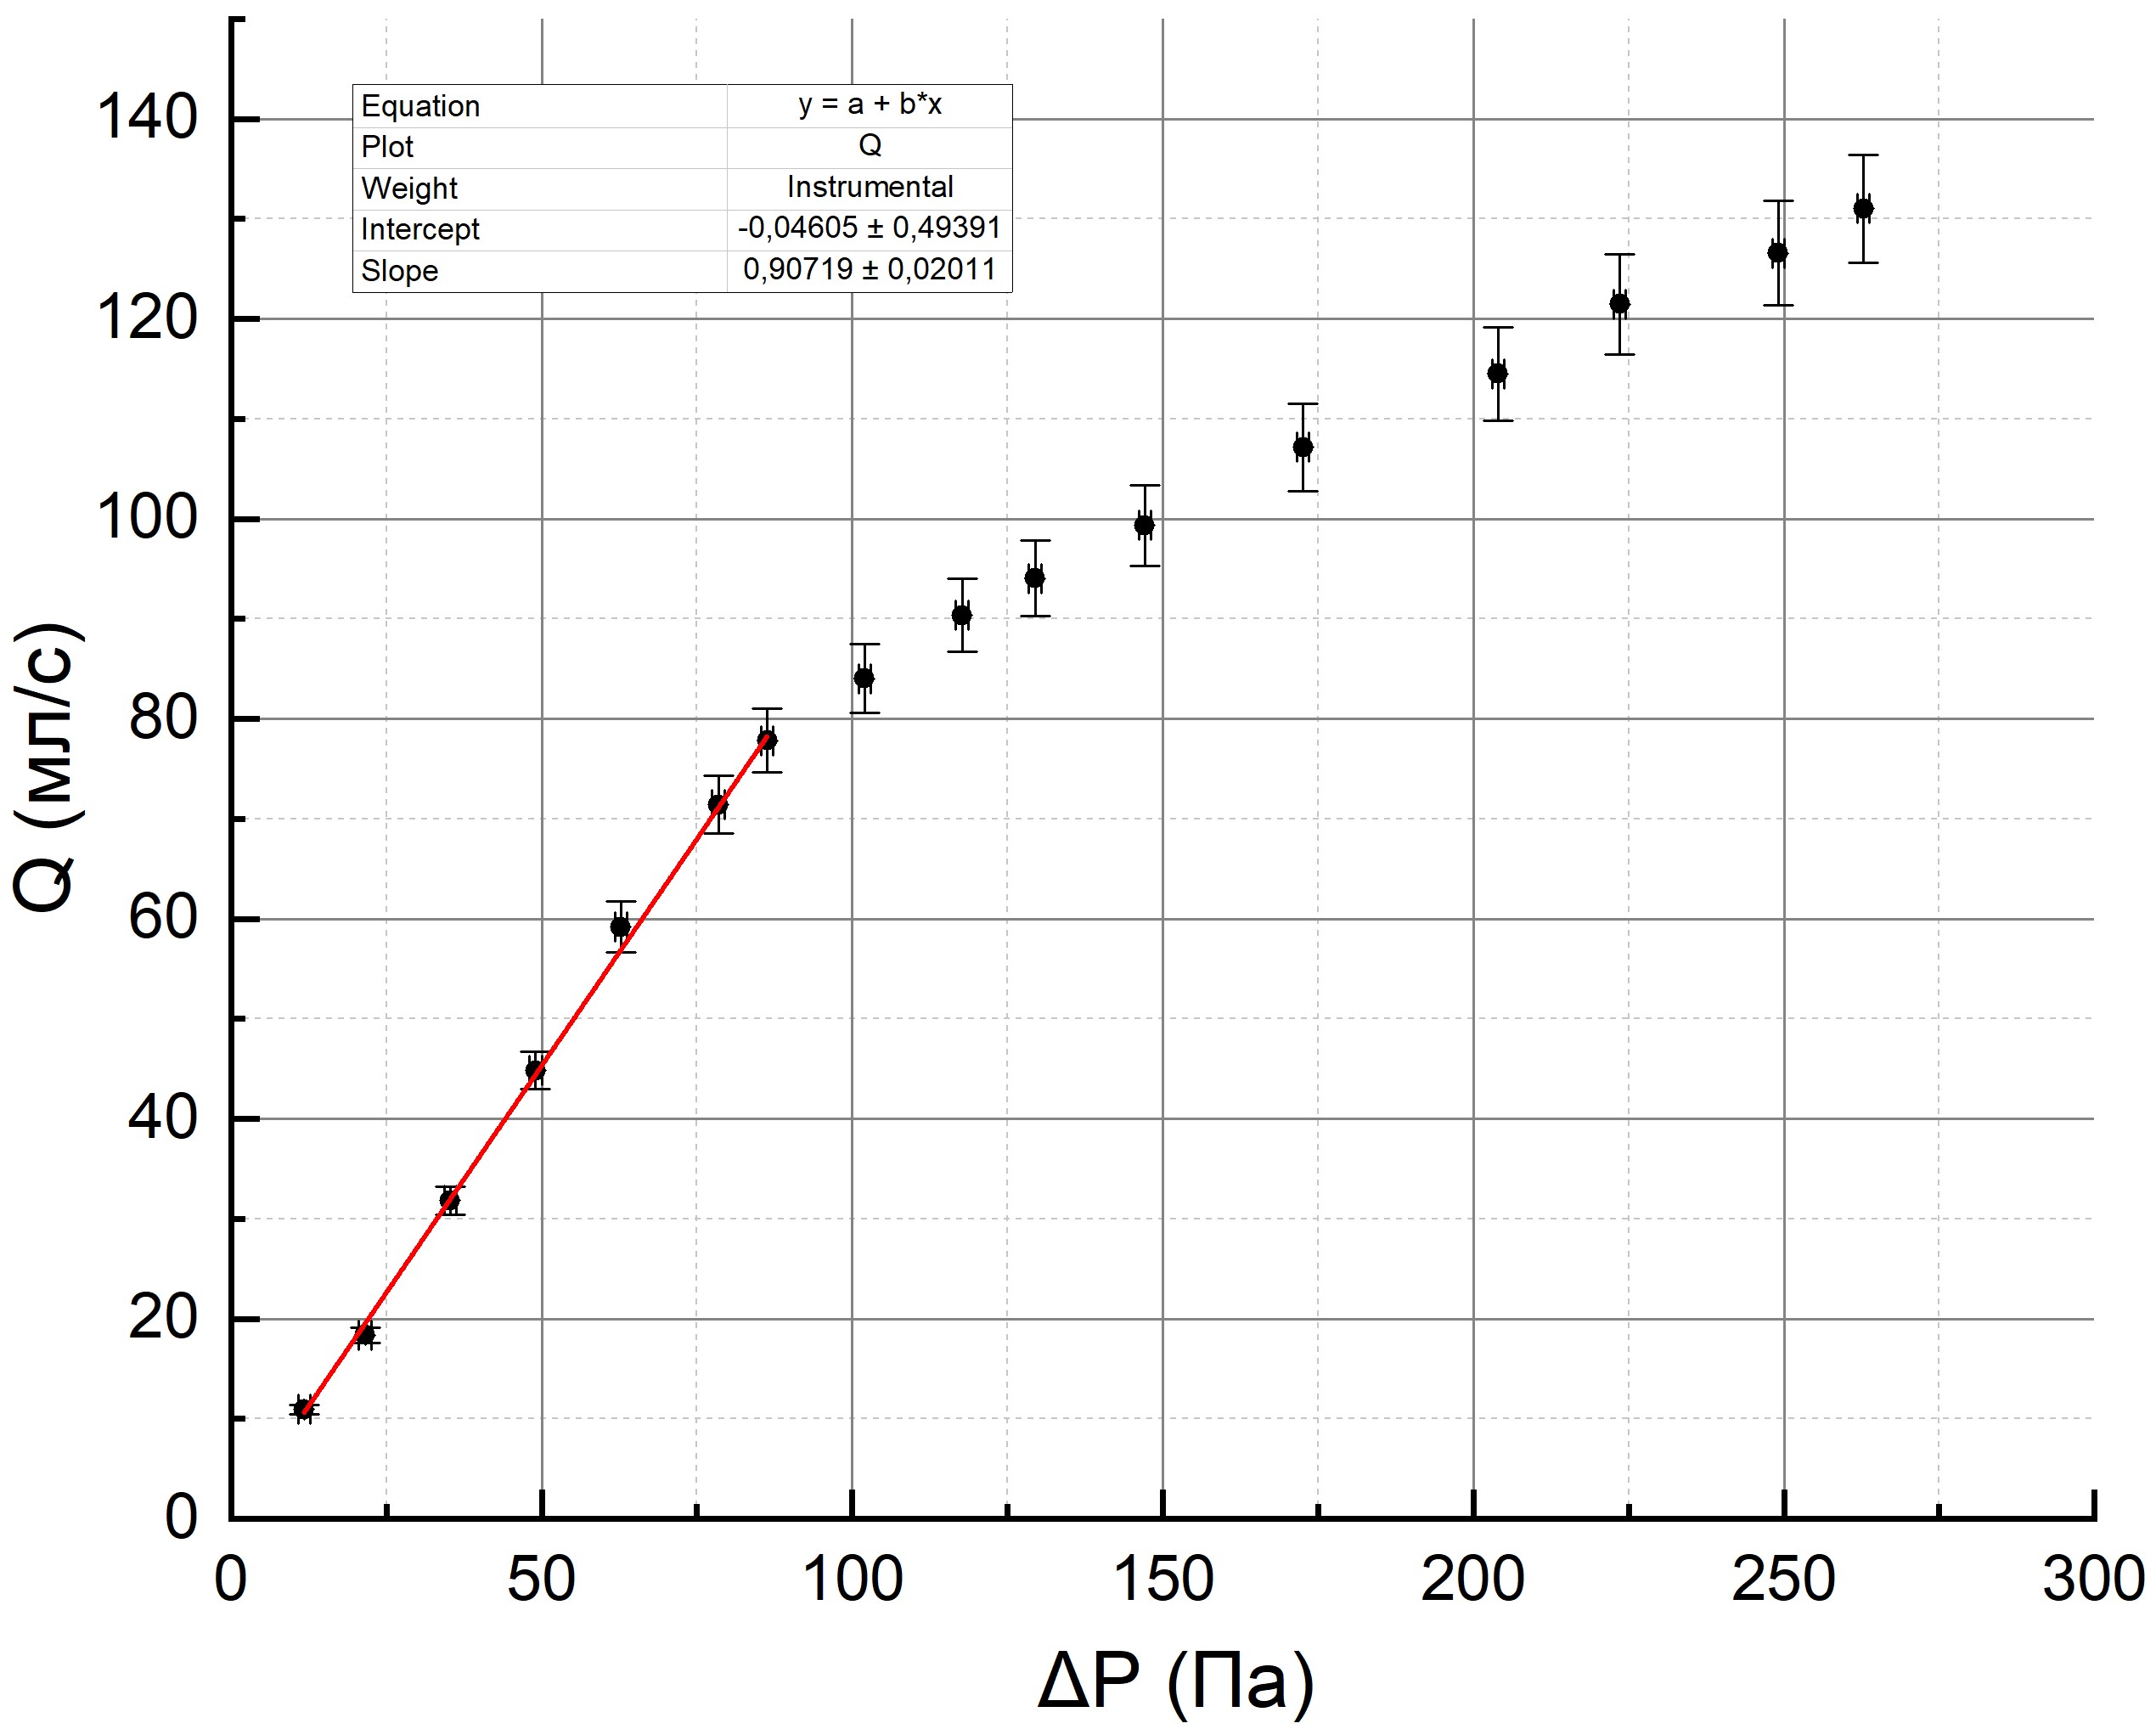 140
120
100
80
60
40
20
0
Q (мл/с)
Equation y = a + b*x
Plot Q
Weight Instrumental
Intercept -0,04605 ± 0,49391
Slope 0,90719 ± 0,02011
0 50 100 150 200 250 300
ΔP (Па)